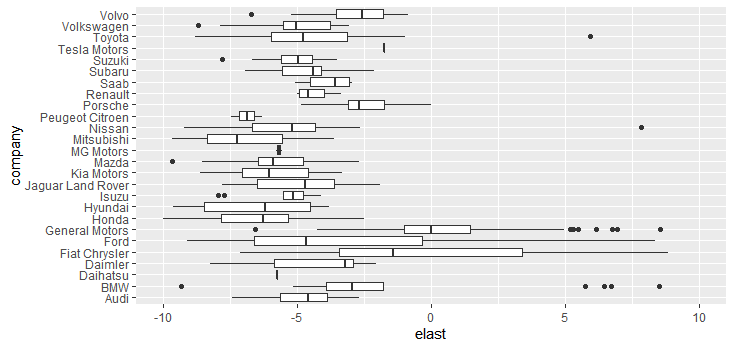 Volvo
Volkswagen
Toyota
Tesla Motors
Suzuki
Subaru
Saab
Renault
Porsche
Peugeot Citroen
Nissan
Mitsubishi
MG Motors
Mazda
Kia Motors
Jaguar Land Rover
Isuzu
Hyundai
Honda
General Motors
Ford
Fiat Chrysler
Daimler
Daihatsu
BMW
Audi
company
-10 -5 0 5 10
elast